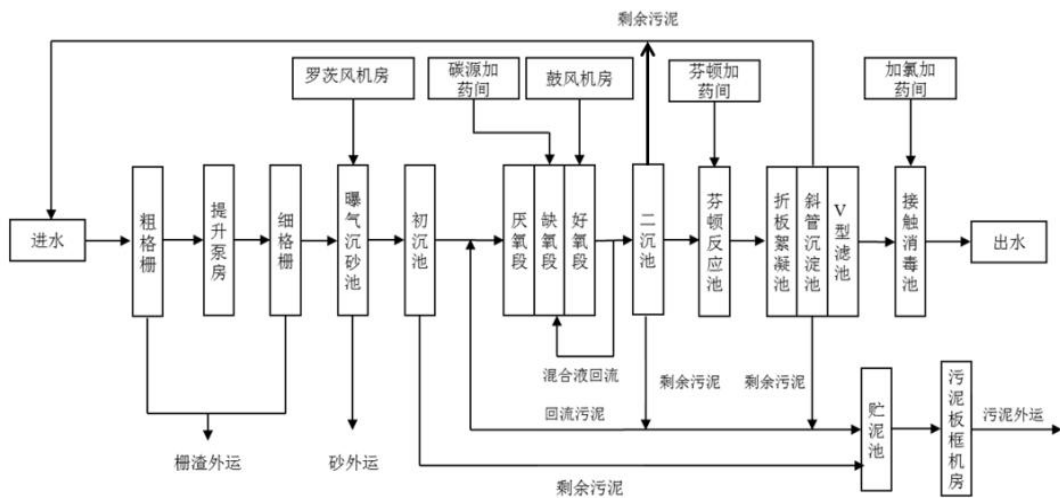 剩余污泥
罗茨风机房
碳源加
药间
鼓风机房
芬顿加
药间
加氯加
药间
进水
粗格栅
提升泵房
细格栅
曝气沉砂池
初沉池
厌氧段
缺氧段
好氧段
二沉池
芬顿反应池
折板絮凝池
斜管沉淀池
V型滤池
接触消毒池
出水
混合液回流
剩余污泥
剩余污泥
回流污泥
贮泥池
污泥板框机房
污泥外运
栅渣外运
砂外运
剩余污泥